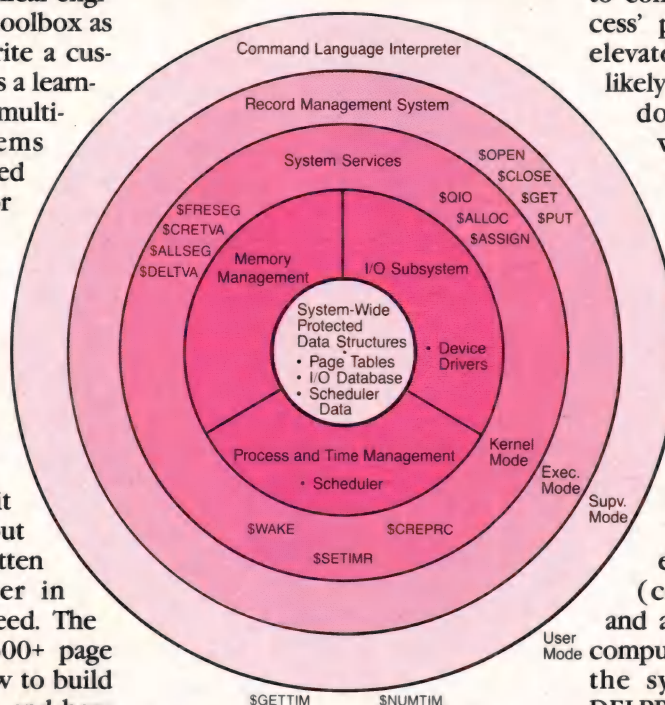 oolbox as
rite a cus-
s a learn-
multi-
ems
ed
r
it
ut
tten
er in
eed. The
00+ page
w to build
Command Language Interpreter
Record Management System
System Services
$OPEN
$CLOSE
$GET
$PUT
$QIO
$ALLOC
$ASSIGN
$FRESEG
$CRETVA
$ALLSEG
$DELTVA
Memory
Management
I/O Subsystem
• Device
Drivers
System-Wide
Protected
Data Structures
• Page Tables
• I/O Database
• Scheduler
Data
Process and Time Management
• Scheduler
Kernel
Mode
Exec.
Mode
Supv.
Mode
User
Mode
$WAKE
$CREPRC
$SETIMR
$GETTIM
$NUMTIM
cess' p
elevate
likely
do
e
(c
and a
compu
the sy